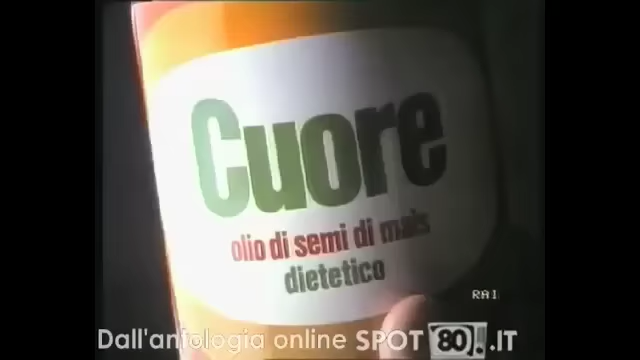 Cuore
olio di semi di mais
dietetico
RAI
Dall'antologia online SPOT 80!.IT